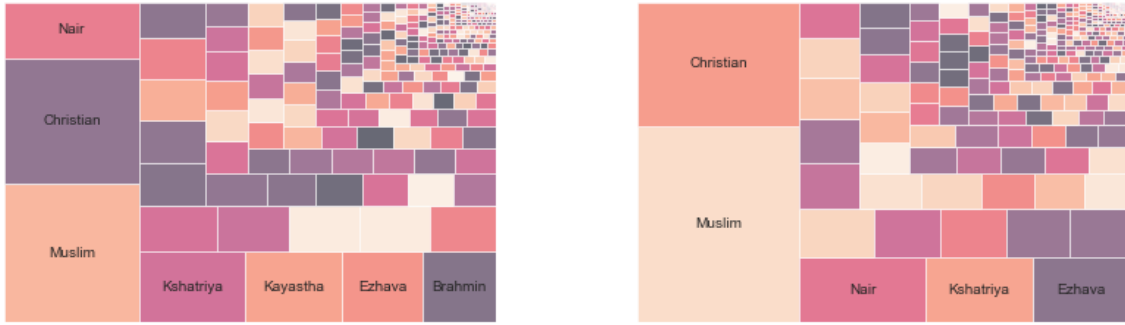 Nair
Christian
Muslim
Kshatriya
Kayastha
Ezhava
Brahmin
Christian
Muslim
Nair
Kshatriya
Ezhava